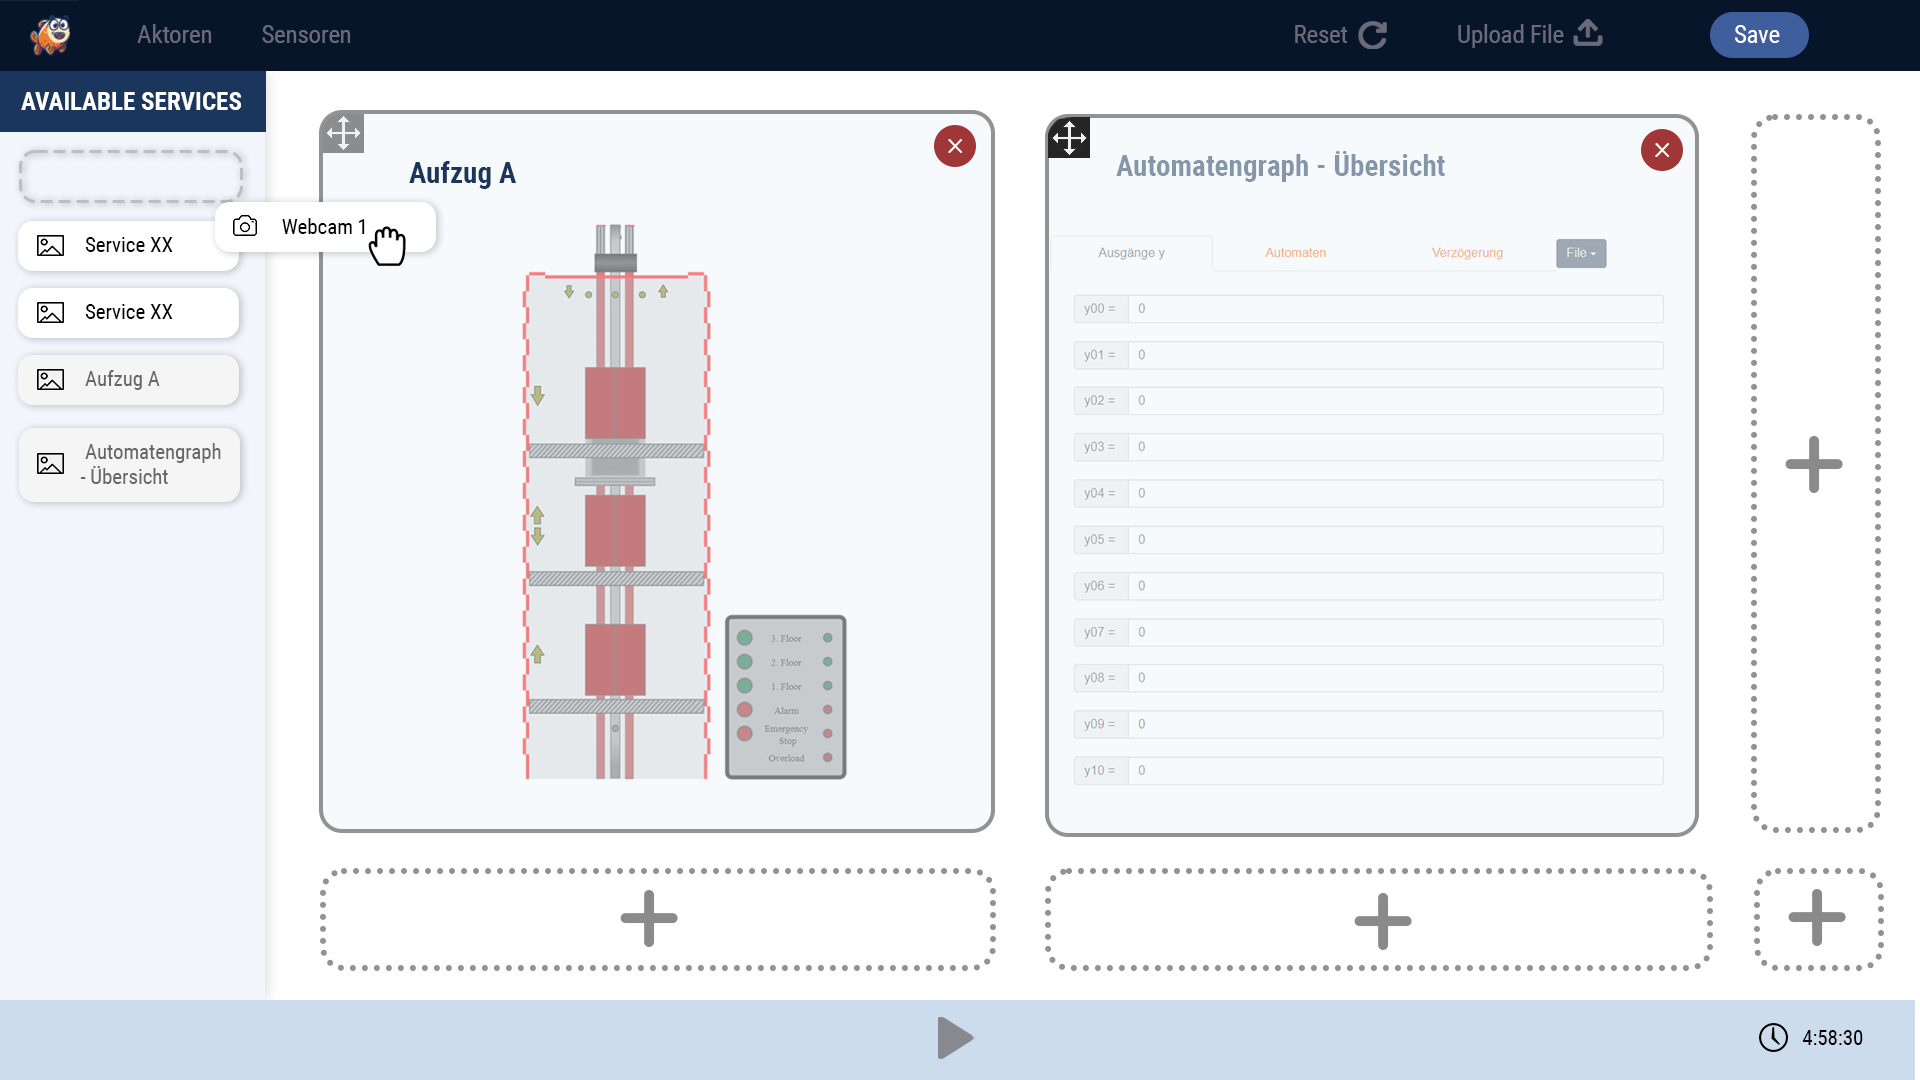 Aktoren
Sensoren
Reset
Upload File
Save
AVAILABLE SERVICES
Webcam 1
Service XX
Service XX
Aufzug A
Automatengraph
- Übersicht
Aufzug A
3. Floor
2. Floor
1. Floor
Alarm
Emergency
Stop
Overload
Automatengraph - Übersicht
Ausgänge y
Automaten
Verzögerung
File
y00 = 0
y01 = 0
y02 = 0
y03 = 0
y04 = 0
y05 = 0
y06 = 0
y07 = 0
y08 = 0
y09 = 0
y10 = 0
4:58:30